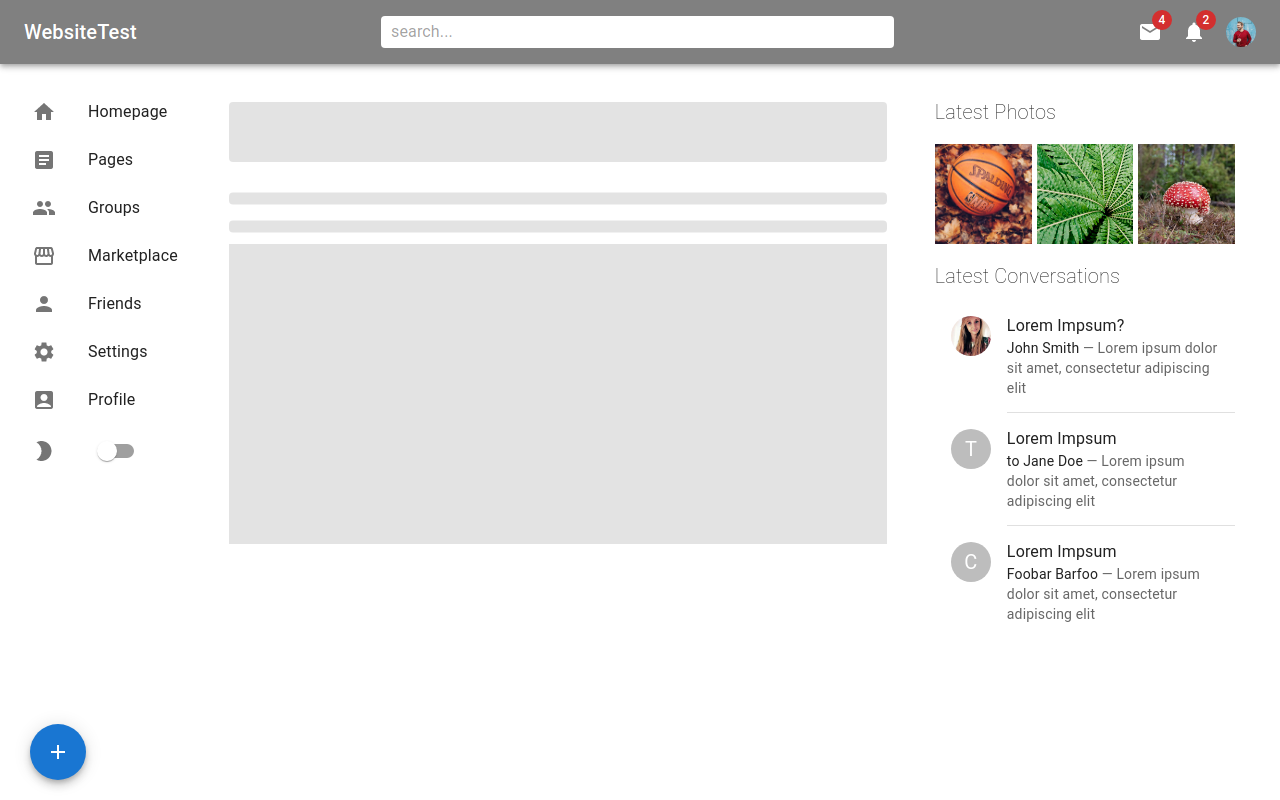 WebsiteTest
search...
4
2
Homepage
Pages
Groups
Marketplace
Friends
Settings
Profile
Latest Photos
SPALDING
Latest Conversations
Lorem Impsum?
John Smith — Lorem ipsum dolor
sit amet, consectetur adipiscing
elit
T
Lorem Impsum
to Jane Doe — Lorem ipsum
dolor sit amet, consectetur
adipiscing elit
C
Lorem Impsum
Foobar Barfoo — Lorem ipsum
dolor sit amet, consectetur
adipiscing elit